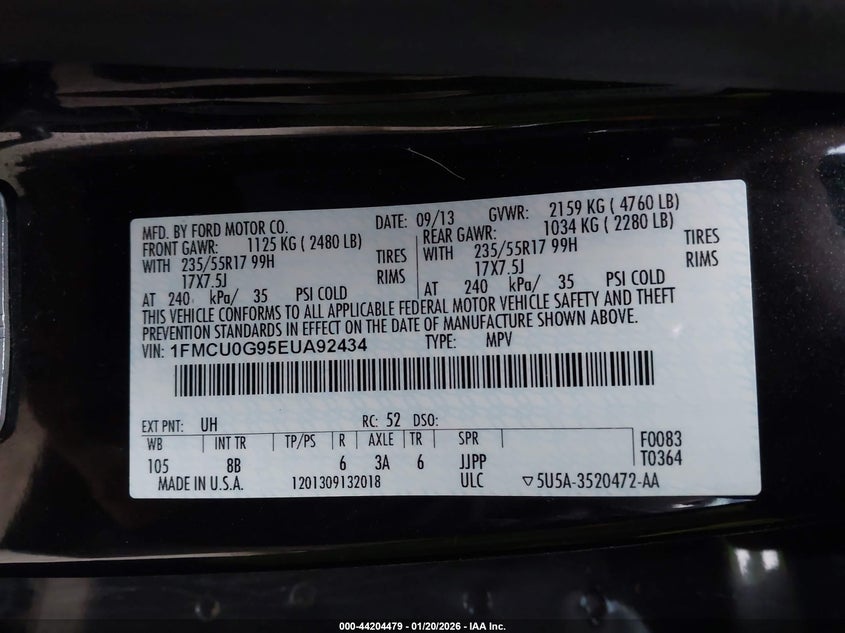 MFD. BY FORD MOTOR CO. DATE: 09/13 GVWR: 2159 KG ( 4760 LB)
FRONT GAWR: 1125 KG ( 2480 LB) REAR GAWR: 1034 KG ( 2280 LB)
WITH 235/55R17 99H TIRES WITH 235/55R17 99H TIRES
17X7.5J RIMS 17X7.5J RIMS
AT 240 kPa/ 35 PSI COLD AT 240 kPa/ 35 PSI COLD
THIS VEHICLE CONFORMS TO ALL APPLICABLE FEDERAL MOTOR VEHICLE SAFETY AND THEFT
PREVENTION STANDARDS IN EFFECT ON THE DATE OF MANUFACTURE SHOWN ABOVE.
VIN: 1FMCU0G95EUA92434 TYPE: MPV
EXT PNT: UH RC: 52 DSO:
WB INT TR TP/PS R AXLE TR SPR F0083
105 8B 6 3A 6 JJPP T0364
MADE IN U.S.A. 1201309132018 ULC ▽5U5A-3520472-AA
000-44204479 — 01/20/2026 — IAA Inc.